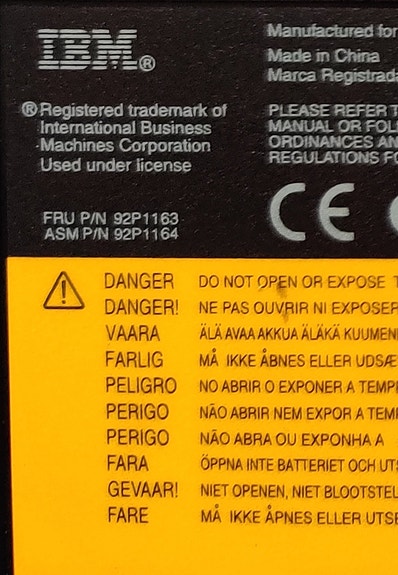 IBM®
Manufactured for
Made in China
Marca Registrada
® Registered trademark of
International Business
Machines Corporation
Used under license
PLEASE REFER T
MANUAL OR FOL
ORDINANCES AN
REGULATIONS FO
FRU P/N 92P1163
ASM P/N 92P1164
CE
DANGER DO NOT OPEN OR EXPOSE T
DANGER! NE PAS OUVRIR NI EXPOSER
VAARA ÄLÄ AVAA AKKUA ÄLÄKÄ KUUMEN
FARLIG MÅ IKKE ÅBNES ELLER UDSÆ
PELIGRO NO ABRIR O EXPONER A TEMP
PERIGO NÃO ABRIR NEM EXPOR A TEM
PERIGO NÃO ABRA OU EXPONHA A
FARA ÖPPNA INTE BATTERIET OCH UTS
GEVAAR! NIET OPENEN, NIET BLOOTSTEL
FARE MÅ IKKE ÅPNES ELLER UTSE